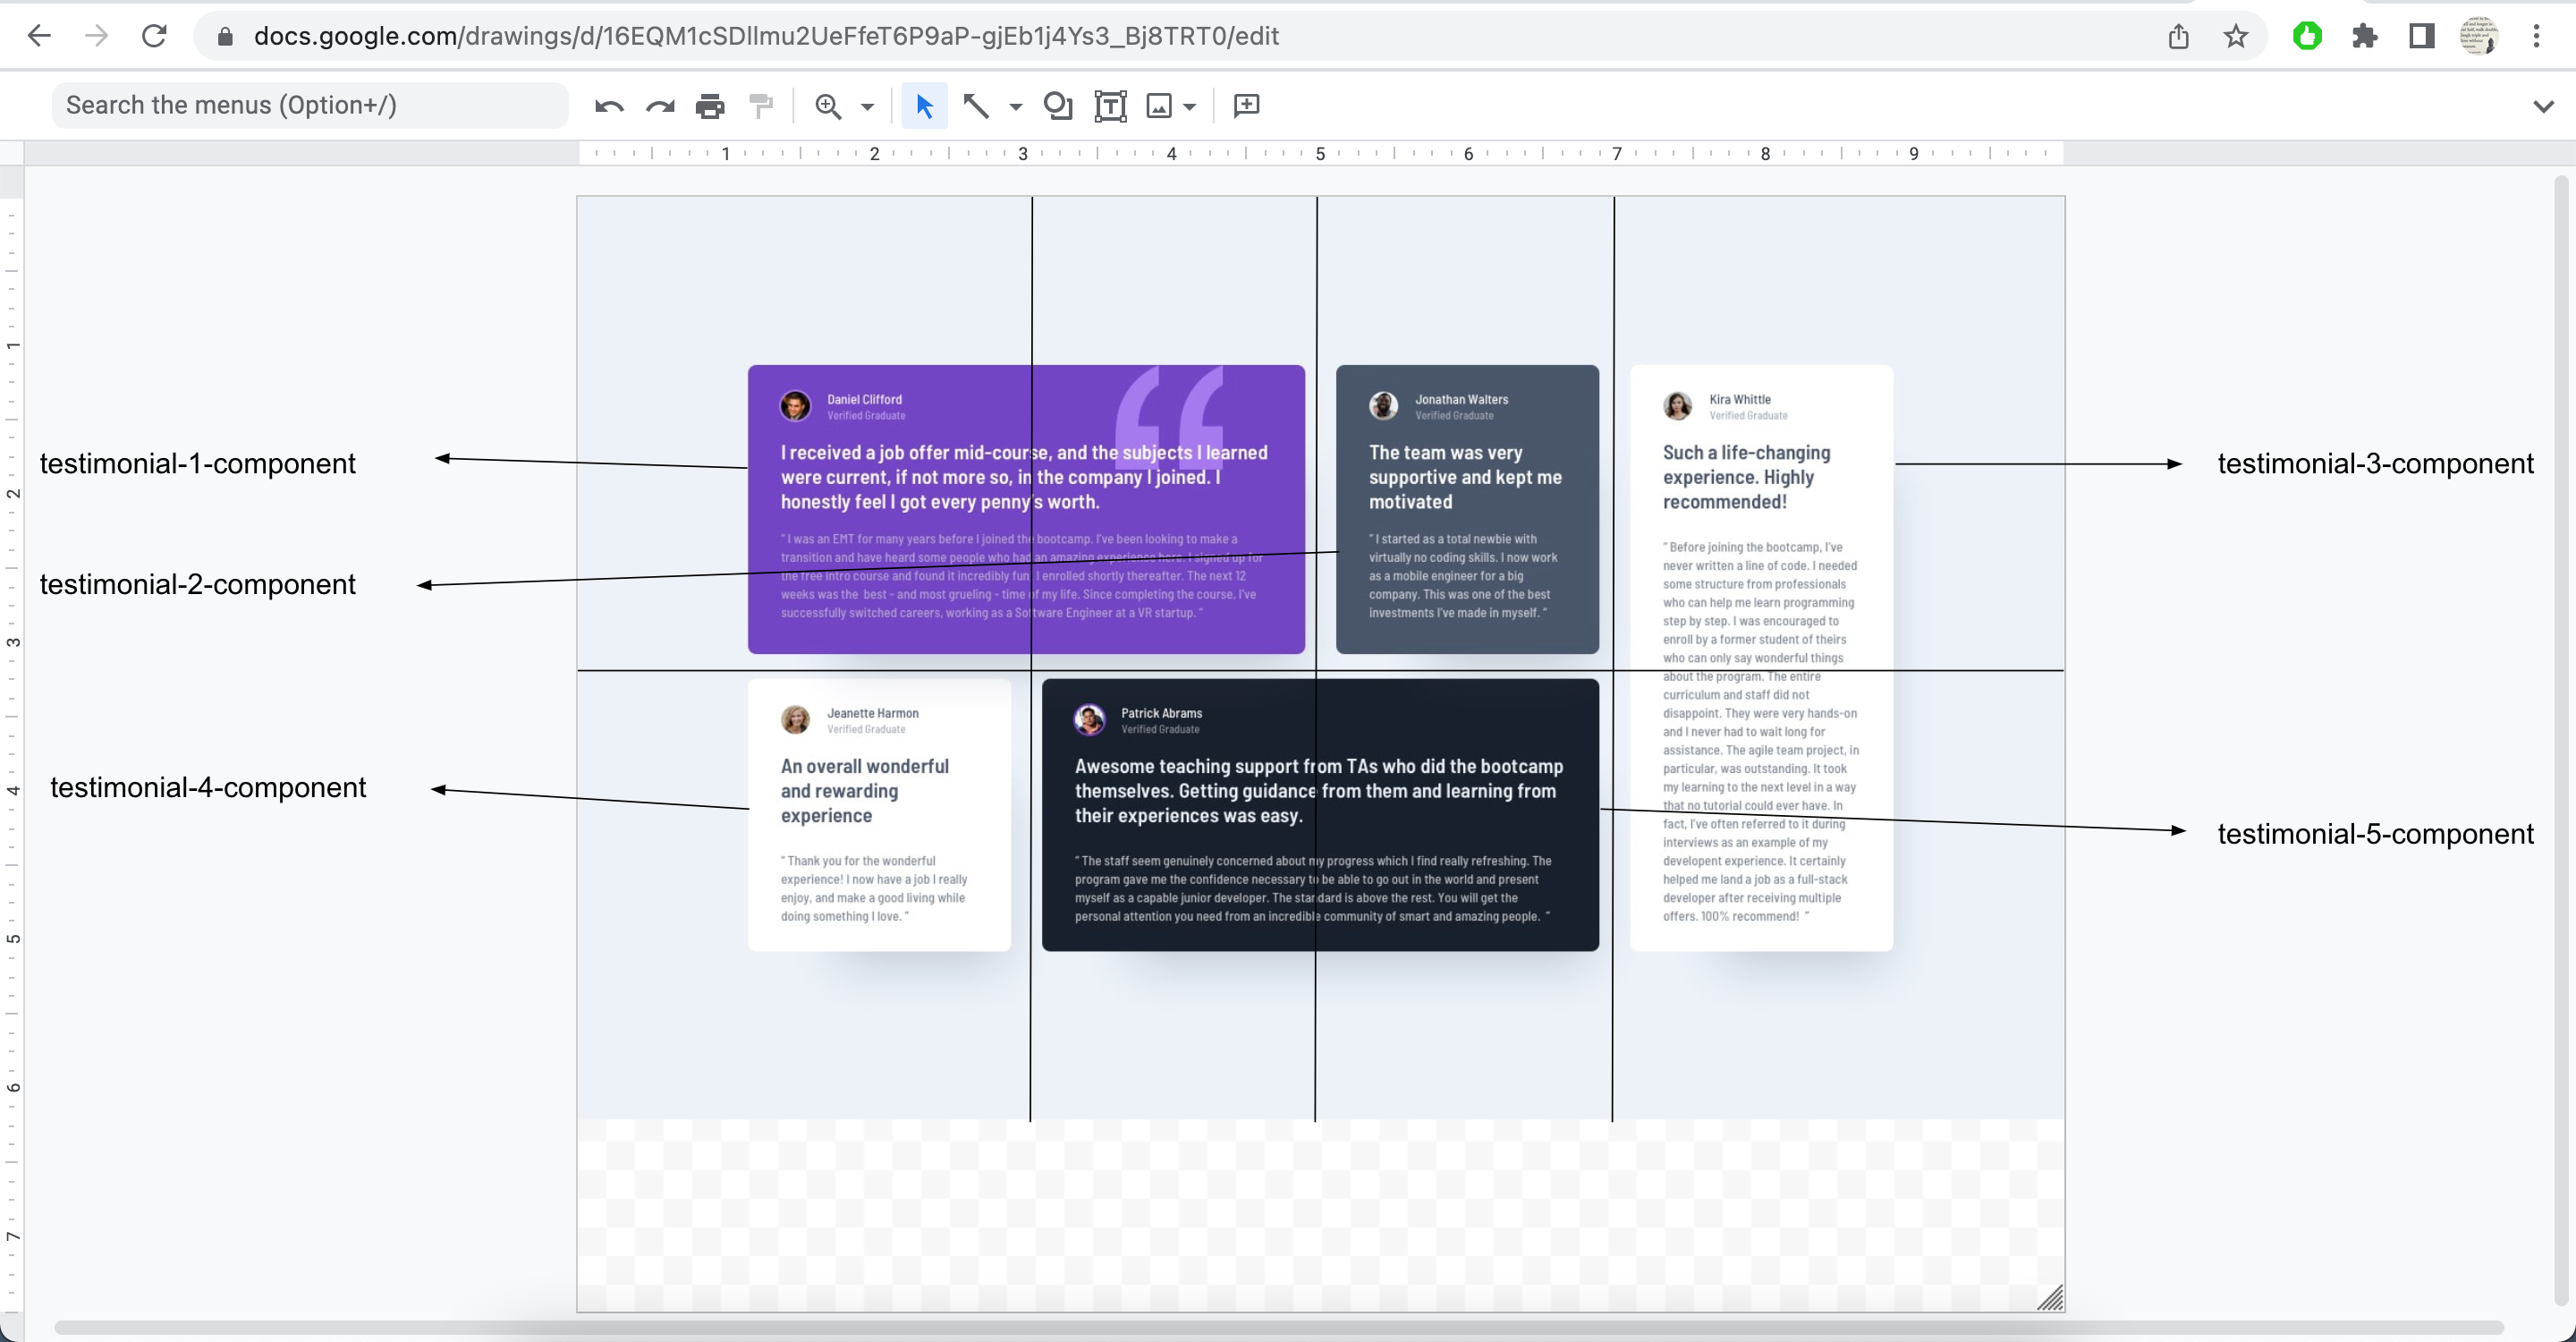 docs.google.com/drawings/d/16EQM1cSDllmu2UeFfeT6P9aP-gjEb1j4Ys3_Bj8TRT0/edit
Search the menus (Option+/)
1 2 3 4 5 6 7 8 9
1
2
3
4
5
6
7
testimonial-1-component
testimonial-2-component
testimonial-4-component
Daniel Clifford
Verified Graduate
I received a job offer mid-course, and the subjects I learned
were current, if not more so, in the company I joined. I
honestly feel I got every penny's worth.
“ I was an EMT for many years before I joined the bootcamp. I've been looking to make a
transition and have heard some people who had an amazing experience here. I signed up for
the free intro course and found it incredibly fun! I enrolled shortly thereafter. The next 12
weeks was the best - and most grueling - time of my life. Since completing the course, I've
successfully switched careers, working as a Software Engineer at a VR startup. ”
Jonathan Walters
Verified Graduate
The team was very
supportive and kept me
motivated
“ I started as a total newbie with
virtually no coding skills. I now work
as a mobile engineer for a big
company. This was one of the best
investments I've made in myself. ”
Kira Whittle
Verified Graduate
Such a life-changing
experience. Highly
recommended!
“ Before joining the bootcamp, I've
never written a line of code. I needed
some structure from professionals
who can help me learn programming
step by step. I was encouraged to
enroll by a former student of theirs
who can only say wonderful things
about the program. The entire
curriculum and staff did not
disappoint. They were very hands-on
and I never had to wait long for
assistance. The agile team project, in
particular, was outstanding. It took
my learning to the next level in a way
that no tutorial could ever have. In
fact, I've often referred to it during
interviews as an example of my
developent experience. It certainly
helped me land a job as a full-stack
developer after receiving multiple
offers. 100% recommend! ”
Jeanette Harmon
Verified Graduate
An overall wonderful
and rewarding
experience
“ Thank you for the wonderful
experience! I now have a job I really
enjoy, and make a good living while
doing something I love. ”
Patrick Abrams
Verified Graduate
Awesome teaching support from TAs who did the bootcamp
themselves. Getting guidance from them and learning from
their experiences was easy.
“ The staff seem genuinely concerned about my progress which I find really refreshing. The
program gave me the confidence necessary to be able to go out in the world and present
myself as a capable junior developer. The standard is above the rest. You will get the
personal attention you need from an incredible community of smart and amazing people. ”
testimonial-3-component
testimonial-5-component